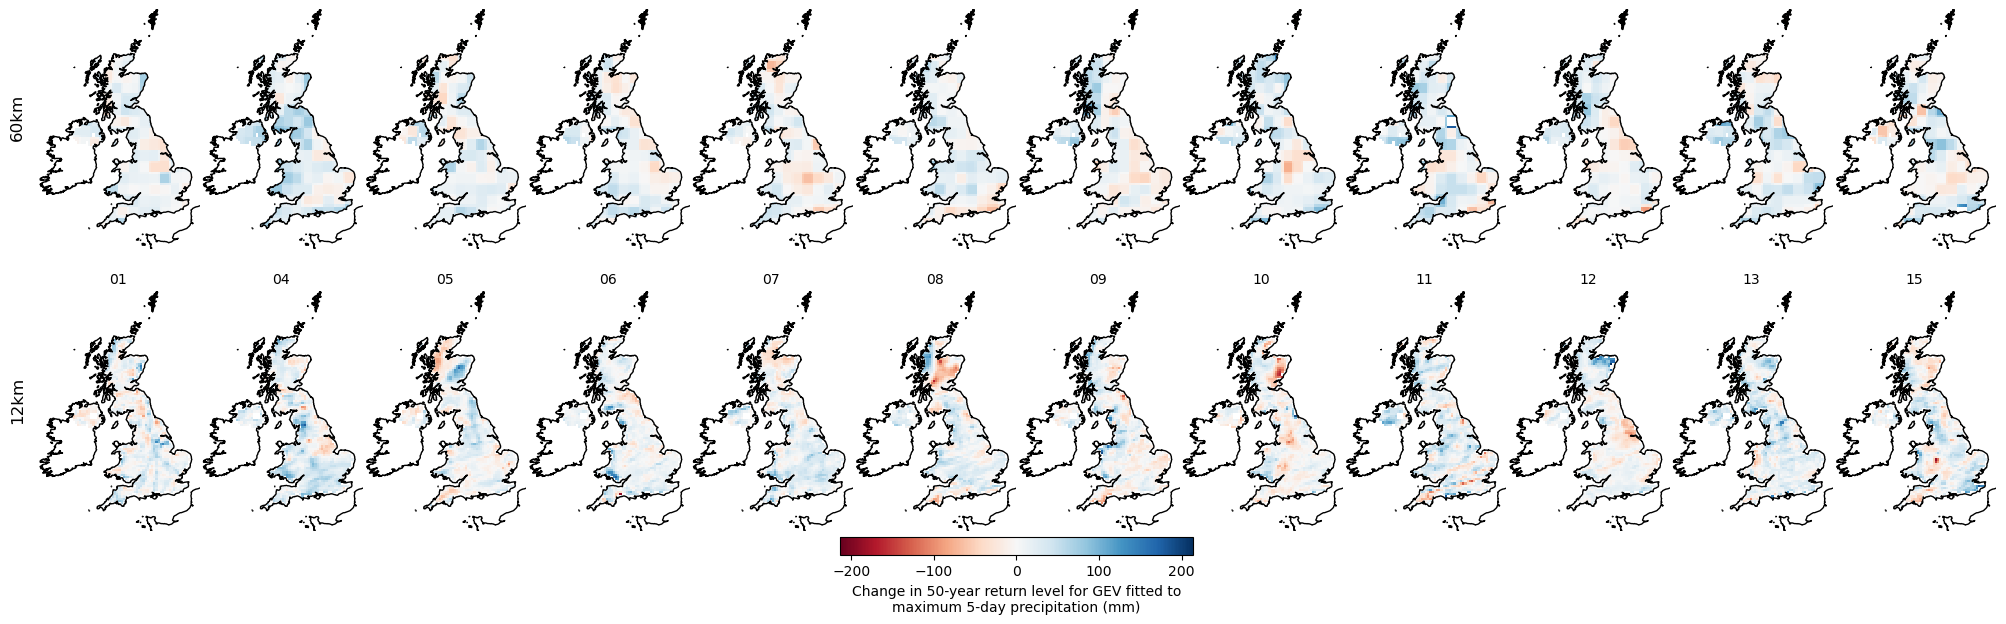 60km
01 04 05 06 07 08 09 10 11 12 13 15
12km
−200 −100 0 100 200
Change in 50-year return level for GEV fitted to
maximum 5-day precipitation (mm)